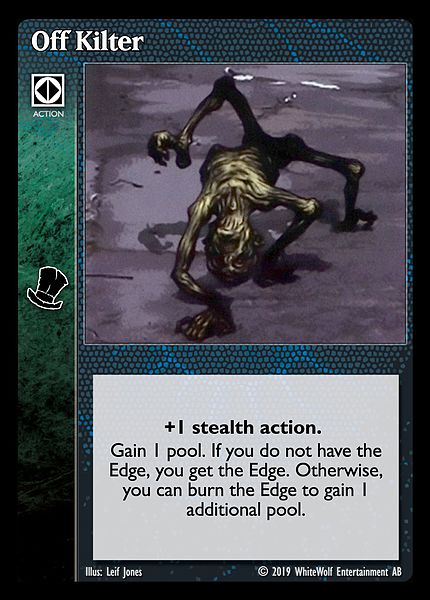 Off Kilter
ACTION
+1 stealth action.
Gain 1 pool. If you do not have the
Edge, you get the Edge. Otherwise,
you can burn the Edge to gain 1
additional pool.
Illus: Leif Jones © 2019 WhiteWolf Entertainment AB